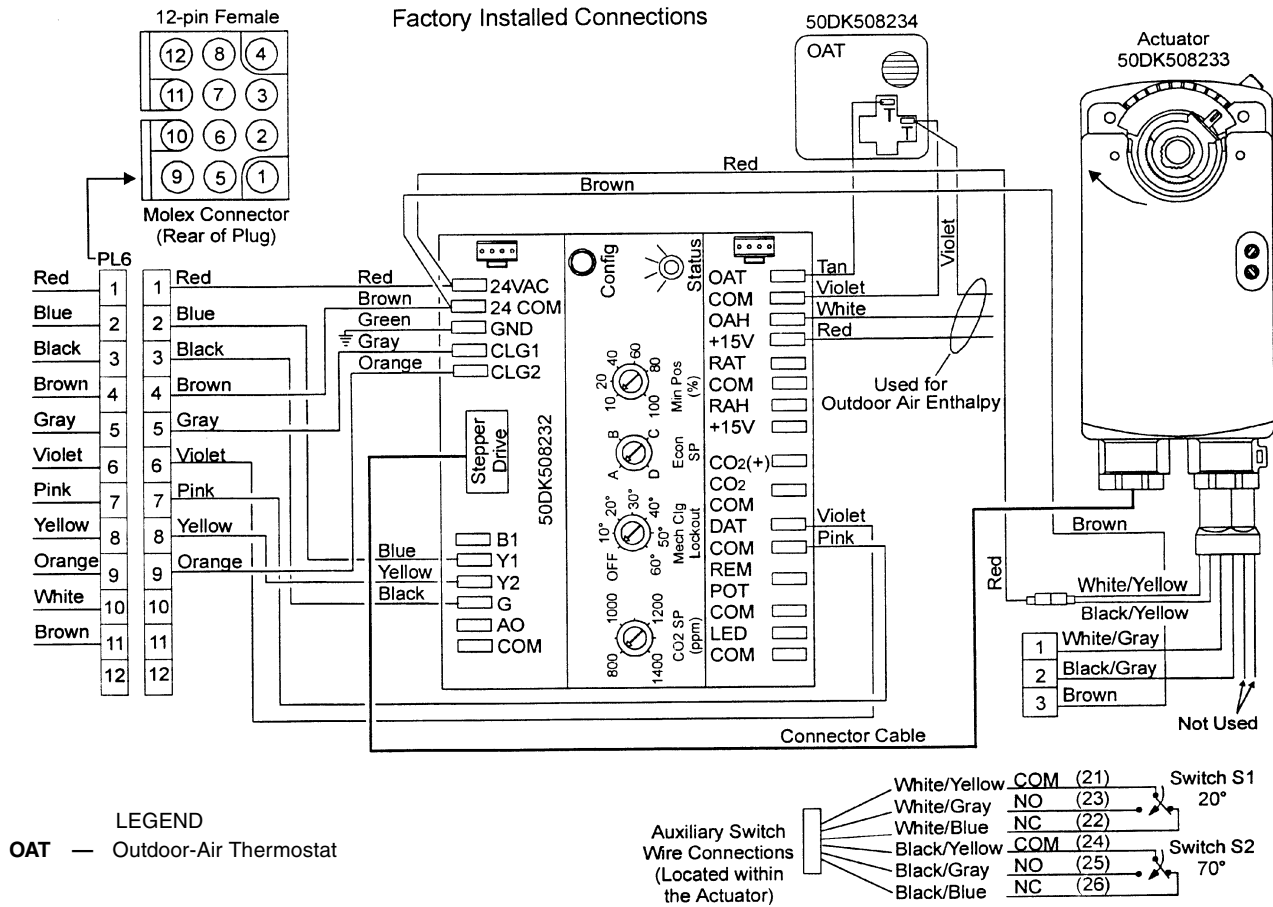 12-pin Female
Factory Installed Connections
50DK508234
OAT
T
T
Actuator
50DK508233
12 8 4
11 7 3
10 6 2
9 5 1
Molex Connector
(Rear of Plug)
Red
Brown
Violet
PL6
Red 1 1 Red
Blue 2 2 Blue
Black 3 3 Black
Brown 4 4 Brown
Gray 5 5 Gray
Violet 6 6 Violet
Pink 7 7 Pink
Yellow 8 8 Yellow
Orange 9 9 Orange
White 10 10
Brown 11 11
12 12
Red 24VAC
Brown 24 COM
Green GND
Gray CLG1
Orange CLG2
Stepper
Drive
50DK508232
B1
Blue Y1
Yellow Y2
Black G
AO
COM
Config
Status
10 20 40 60 80 100
Min Pos
(%)
A B C D
Econ
SP
OFF 10° 20° 30° 40° 50° 60°
Mech Clg
Lockout
800 1000 1200 1400
CO2 SP
(ppm)
OAT Tan
COM Violet
OAH White
+15V Red
RAT
COM
RAH
+15V
CO2(+)
CO2
COM
DAT Violet
COM Pink
REM
POT
COM
LED
COM
Used for
Outdoor Air Enthalpy
Brown
Red
White/Yellow
Black/Yellow
1 White/Gray
2 Black/Gray
3 Brown
Not Used
Connector Cable
LEGEND
OAT — Outdoor-Air Thermostat
Auxiliary Switch
Wire Connections
(Located within
the Actuator)
White/Yellow COM (21)
White/Gray NO (23)
White/Blue NC (22)
Black/Yellow COM (24)
Black/Gray NO (25)
Black/Blue NC (26)
Switch S1
20°
Switch S2
70°